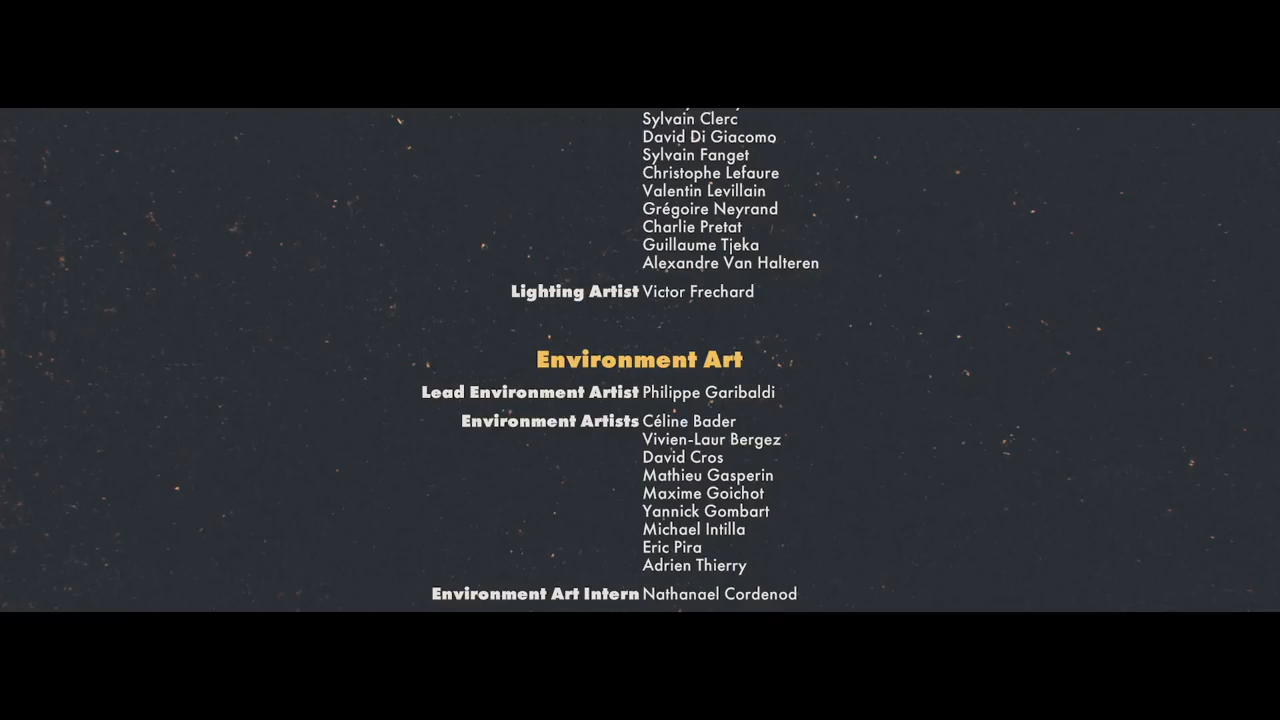 Sylvain Clerc
David Di Giacomo
Sylvain Fanget
Christophe Lefaure
Valentin Levillain
Grégoire Neyrand
Charlie Pretat
Guillaume Tjeka
Alexandre Van Halteren
Lighting Artist Victor Frechard
Environment Art
Lead Environment Artist Philippe Garibaldi
Environment Artists Céline Bader
Vivien-Laur Bergez
David Cros
Mathieu Gasperin
Maxime Goichot
Yannick Gombart
Michael Intilla
Eric Pira
Adrien Thierry
Environment Art Intern Nathanael Cordenod